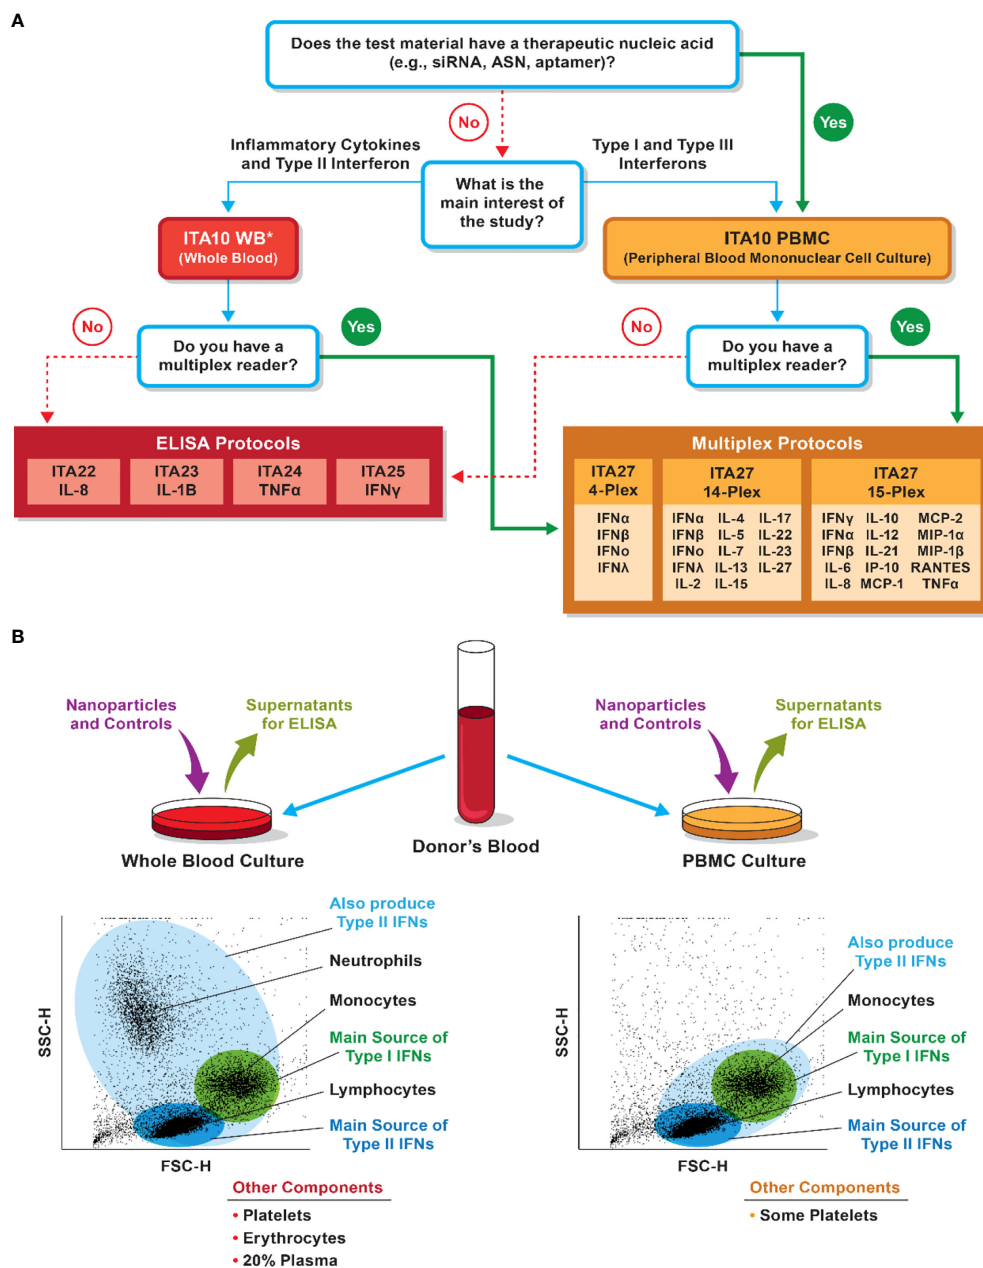 A
Does the test material have a therapeutic nucleic acid
(e.g., siRNA, ASN, aptamer)?
No
Yes
Inflammatory Cytokines
and Type II Interferon
Type I and Type III
Interferons
What is the
main interest of
the study?
ITA10 WB*
(Whole Blood)
ITA10 PBMC
(Peripheral Blood Mononuclear Cell Culture)
No
Yes
Do you have a
multiplex reader?
No
Yes
Do you have a
multiplex reader?
ELISA Protocols
ITA22
IL-8
ITA23
IL-1B
ITA24
TNFα
ITA25
IFNγ
Multiplex Protocols
ITA27
4-Plex
IFNα
IFNβ
IFNο
IFNλ
ITA27
14-Plex
IFNα IL-4 IL-17
IFNβ IL-5 IL-22
IFNο IL-7 IL-23
IFNλ IL-13 IL-27
IL-2 IL-15
ITA27
15-Plex
IFNγ IL-10 MCP-2
IFNα IL-12 MIP-1α
IFNβ IL-21 MIP-1β
IL-6 IP-10 RANTES
IL-8 MCP-1 TNFα
B
Nanoparticles
and Controls
Supernatants
for ELISA
Whole Blood Culture
Donor's Blood
Nanoparticles
and Controls
Supernatants
for ELISA
PBMC Culture
SSC-H
FSC-H
Also produce
Type II IFNs
Neutrophils
Monocytes
Main Source of
Type I IFNs
Lymphocytes
Main Source of
Type II IFNs
Other Components
• Platelets
• Erythrocytes
• 20% Plasma
SSC-H
FSC-H
Also produce
Type II IFNs
Monocytes
Main Source of
Type I IFNs
Lymphocytes
Main Source of
Type II IFNs
Other Components
• Some Platelets